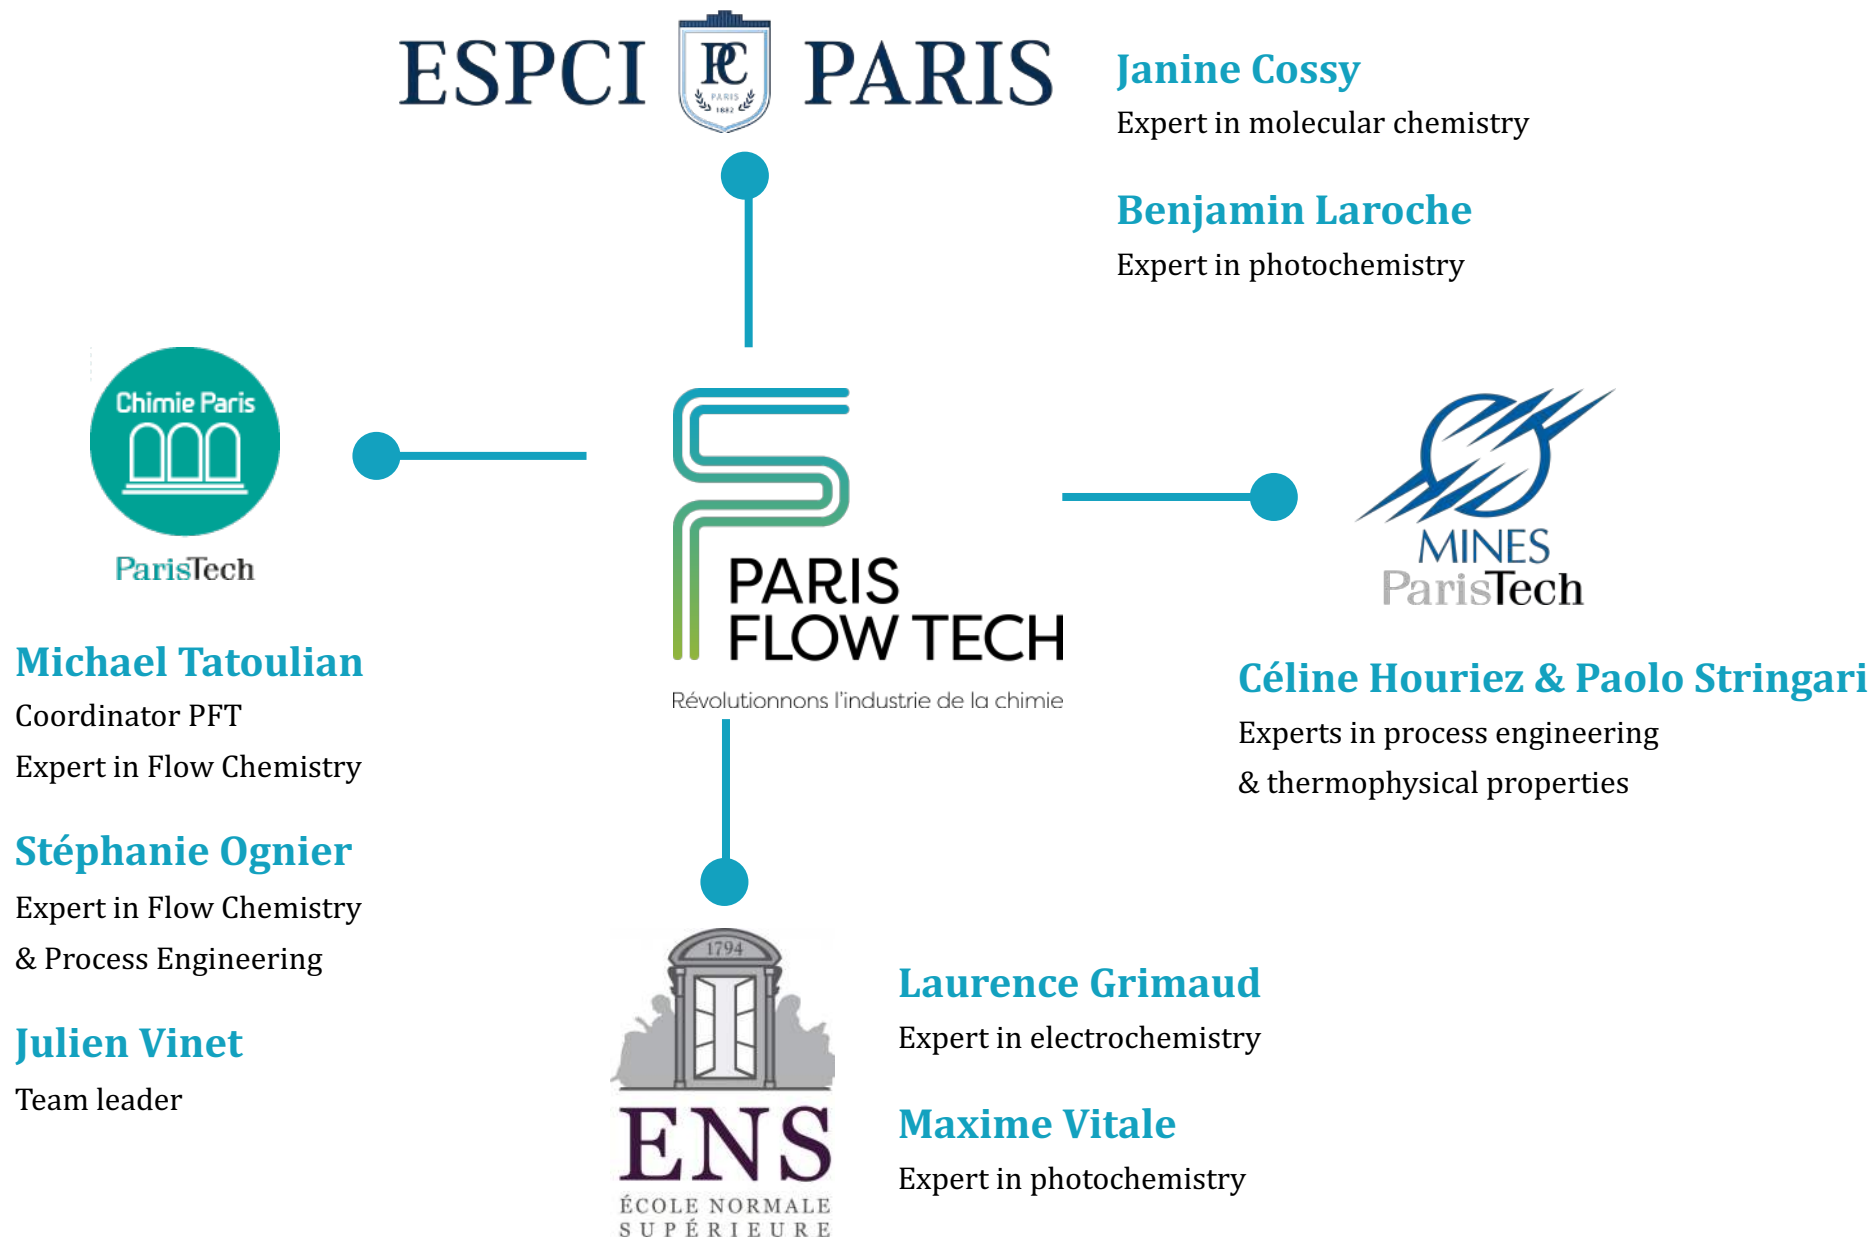 ESPCI PC PARIS
PARIS
1882
Janine Cossy
Expert in molecular chemistry
Benjamin Laroche
Expert in photochemistry
Chimie Paris
ParisTech
PARIS
FLOW TECH
Révolutionnons l'industrie de la chimie
MINES
ParisTech
Michael Tatoulian
Coordinator PFT
Expert in Flow Chemistry
Stéphanie Ognier
Expert in Flow Chemistry
& Process Engineering
Julien Vinet
Team leader
Céline Houriez & Paolo Stringari
Experts in process engineering
& thermophysical properties
1794
ENS
ÉCOLE NORMALE
SUPÉRIEURE
Laurence Grimaud
Expert in electrochemistry
Maxime Vitale
Expert in photochemistry